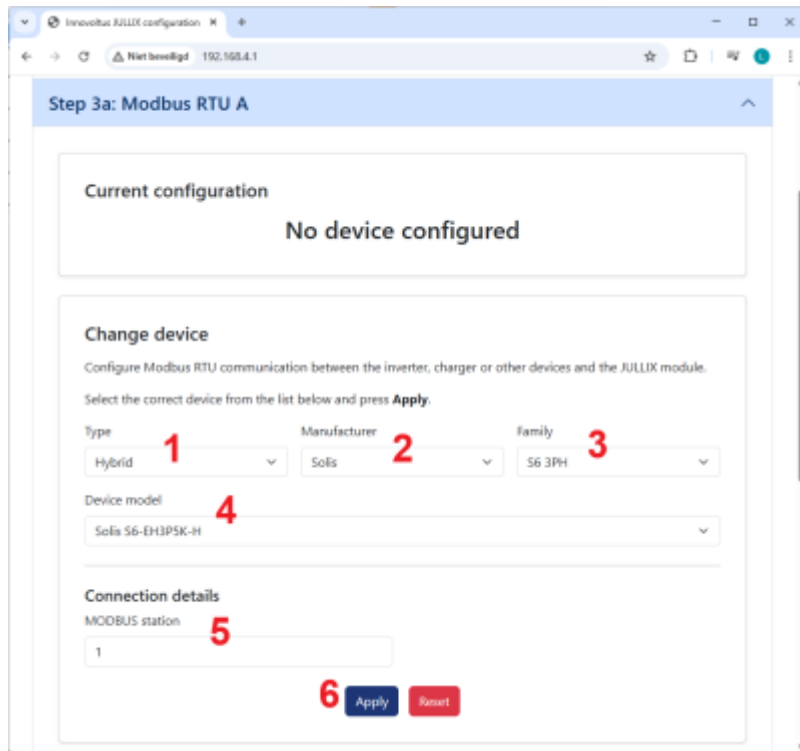 Innovoltus JULLIX configuration
Niet beveiligd 192.168.4.1
L
Step 3a: Modbus RTU A
Current configuration
No device configured
Change device
Configure Modbus RTU communication between the inverter, charger or other devices and the JULLIX module.
Select the correct device from the list below and press Apply.
Type Manufacturer Family
1 2 3
Hybrid Solis S6 3PH
Device model
4
Solis S6-EH3P5K-H
Connection details
MODBUS station
5
1
6 Apply Reset